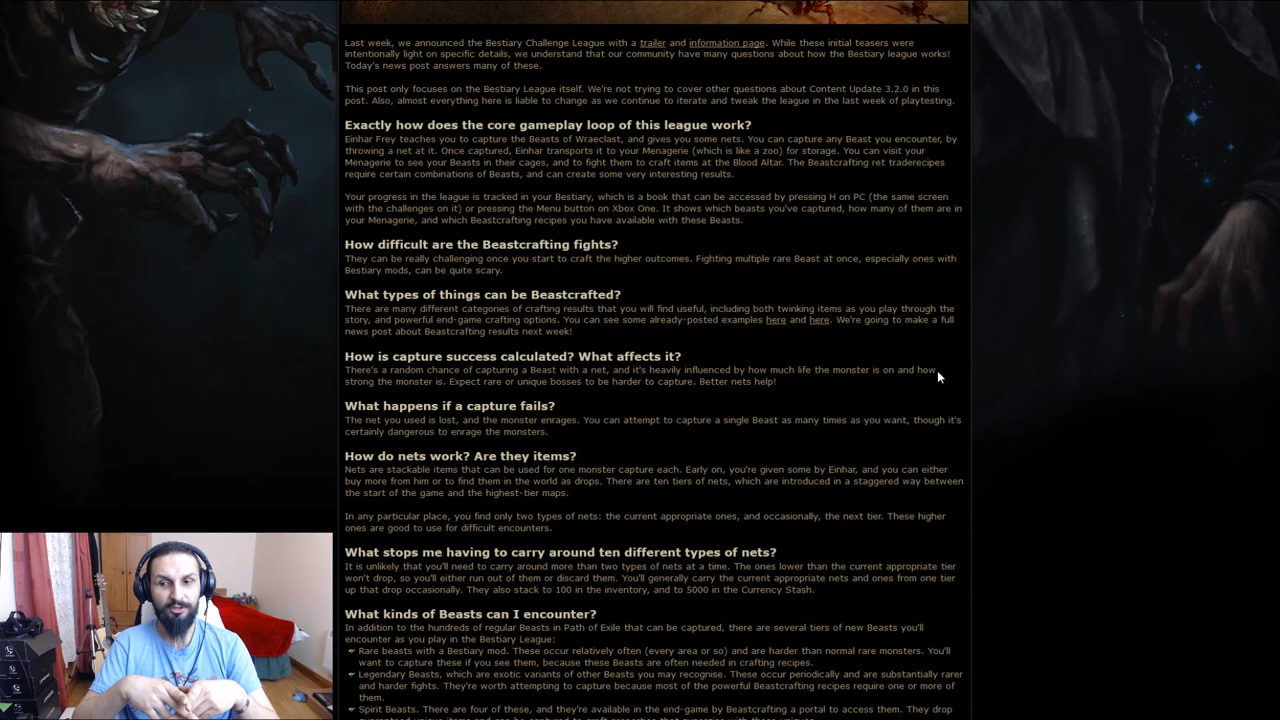 Last week, we announced the Bestiary Challenge League with a trailer and information page. While these initial teasers were
intentionally light on specific details, we understand that our community have many questions about how the Bestiary league works!
Today's news post answers many of these.
This post only focuses on the Bestiary League itself. We're not trying to cover other questions about Content Update 3.2.0 in this
post. Also, almost everything here is liable to change as we continue to iterate and tweak the league in the last week of playtesting.
Exactly how does the core gameplay loop of this league work?
Einhar Frey teaches you to capture the Beasts of Wraeclast, and gives you some nets. You can capture any Beast you encounter, by
throwing a net at it. Once captured, Einhar transports it to your Menagerie (which is like a zoo) for storage. You can visit your
Menagerie to see your Beasts in their cages, and to fight them to craft items at the Blood Altar. The Beastcrafting ret traderecipes
require certain combinations of Beasts, and can create some very interesting results.
Your progress in the league is tracked in your Bestiary, which is a book that can be accessed by pressing H on PC (the same screen
with the challenges on it) or pressing the Menu button on Xbox One. It shows which beasts you've captured, how many of them are in
your Menagerie, and which Beastcrafting recipes you have available with these Beasts.
How difficult are the Beastcrafting fights?
They can be really challenging once you start to craft the higher outcomes. Fighting multiple rare Beast at once, especially ones with
Bestiary mods, can be quite scary.
What types of things can be Beastcrafted?
There are many different categories of crafting results that you will find useful, including both twinking items as you play through the
story, and powerful end-game crafting options. You can see some already-posted examples here and here. We're going to make a full
news post about Beastcrafting results next week!
How is capture success calculated? What affects it?
There's a random chance of capturing a Beast with a net, and it's heavily influenced by how much life the monster is on and how
strong the monster is. Expect rare or unique bosses to be harder to capture. Better nets help!
What happens if a capture fails?
The net you used is lost, and the monster enrages. You can attempt to capture a single Beast as many times as you want, though it's
certainly dangerous to enrage the monsters.
How do nets work? Are they items?
Nets are stackable items that can be used for one monster capture each. Early on, you're given some by Einhar, and you can either
buy more from him or to find them in the world as drops. There are ten tiers of nets, which are introduced in a staggered way between
the start of the game and the highest-tier maps.
In any particular place, you find only two types of nets: the current appropriate ones, and occasionally, the next tier. These higher
ones are good to use for difficult encounters.
What stops me having to carry around ten different types of nets?
It is unlikely that you'll need to carry around more than two types of nets at a time. The ones lower than the current appropriate tier
won't drop, so you'll either run out of them or discard them. You'll generally carry the current appropriate nets and ones from one tier
up that drop occasionally. They also stack to 100 in the inventory, and to 5000 in the Currency Stash.
What kinds of Beasts can I encounter?
In addition to the hundreds of regular Beasts in Path of Exile that can be captured, there are several tiers of new Beasts you'll
encounter as you play in the Bestiary League:
Rare beasts with a Bestiary mod. These occur relatively often (every area or so) and are harder than normal rare monsters. You'll
want to capture these if you see them, because these Beasts are often needed in crafting recipes.
Legendary Beasts, which are exotic variants of other Beasts you may recognise. These occur periodically and are substantially rarer
and harder fights. They're worth attempting to capture because most of the powerful Beastcrafting recipes require one or more of
them.
Spirit Beasts. There are four of these, and they're available in the end-game by Beastcrafting a portal to access them. They drop